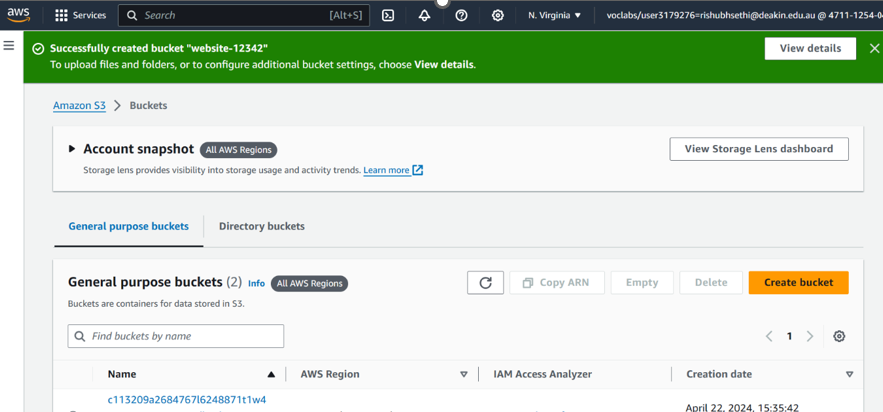 aws Services Search [Alt+S] N. Virginia voclabs/user3179276=rishubhsethi@deakin.edu.au @ 4711-1254-0
Successfully created bucket "website-12342"
To upload files and folders, or to configure additional bucket settings, choose View details.
View details
Amazon S3 > Buckets
Account snapshot All AWS Regions
Storage lens provides visibility into storage usage and activity trends. Learn more
View Storage Lens dashboard
General purpose buckets Directory buckets
General purpose buckets (2) Info All AWS Regions
Buckets are containers for data stored in S3.
Copy ARN Empty Delete Create bucket
Find buckets by name
1
Name AWS Region IAM Access Analyzer Creation date
c113209a2684767l6248871t1w4
April 22, 2024, 15:35:42